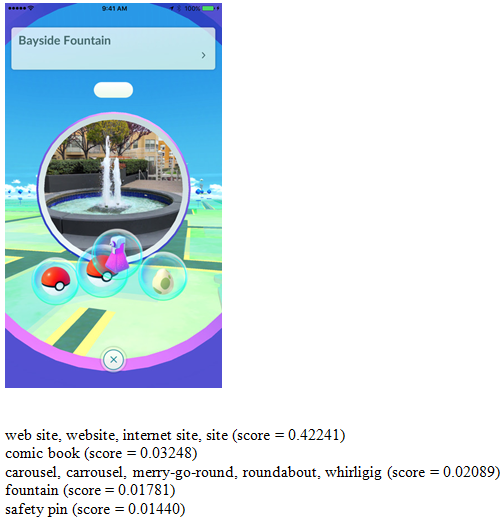 9:41 AM
100%
Bayside Fountain
web site, website, internet site, site (score = 0.42241)
comic book (score = 0.03248)
carousel, carrousel, merry-go-round, roundabout, whirligig (score = 0.02089)
fountain (score = 0.01781)
safety pin (score = 0.01440)